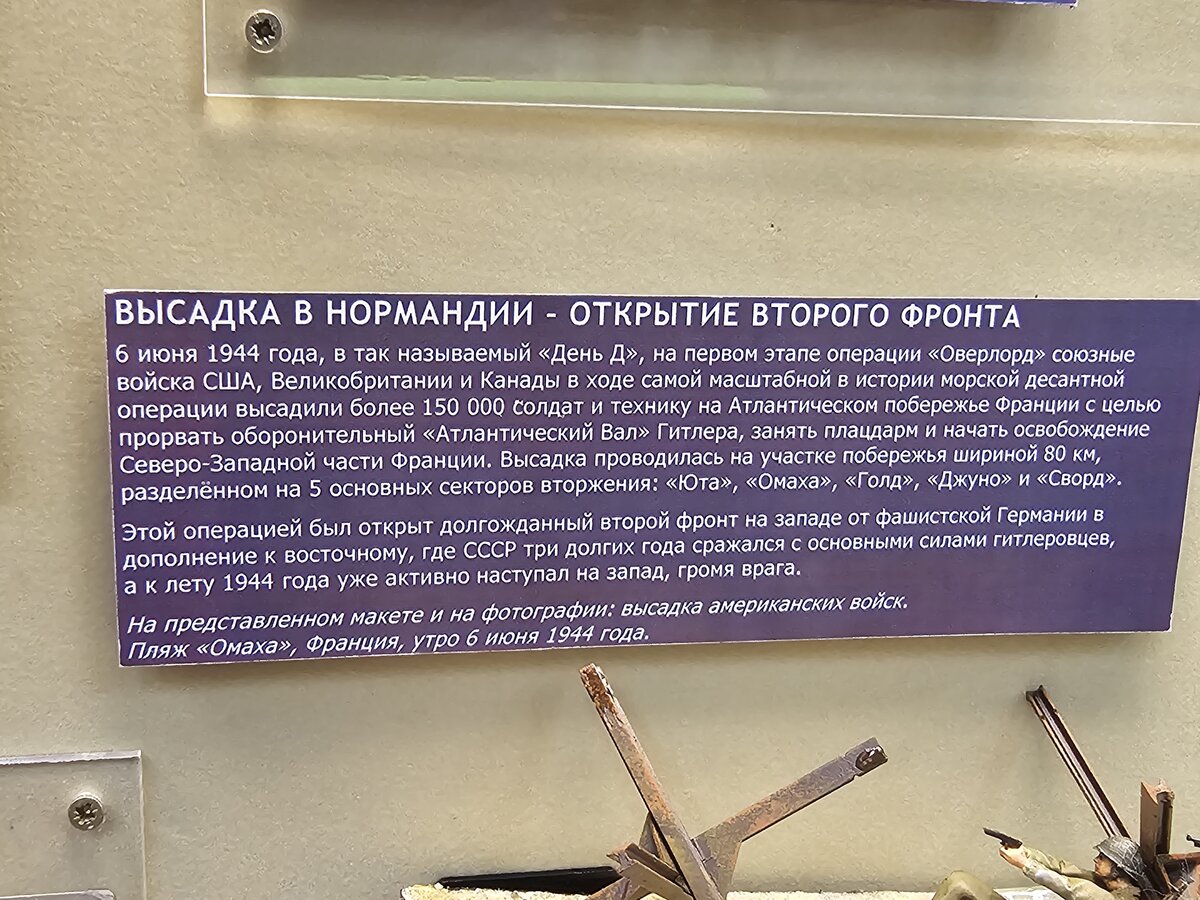 ВЫСАДКА В НОРМАНДИИ - ОТКРЫТИЕ ВТОРОГО ФРОНТА
6 июня 1944 года, в так называемый «День Д», на первом этапе операции «Оверлорд» союзные
войска США, Великобритании и Канады в ходе самой масштабной в истории морской десантной
операции высадили более 150 000 солдат и технику на Атлантическом побережье Франции с целью
прорвать оборонительный «Атлантический Вал» Гитлера, занять плацдарм и начать освобождение
Северо-Западной части Франции. Высадка проводилась на участке побережья шириной 80 км,
разделённом на 5 основных секторов вторжения: «Юта», «Омаха», «Голд», «Джуно» и «Сворд».
Этой операцией был открыт долгожданный второй фронт на западе от фашистской Германии в
дополнение к восточному, где СССР три долгих года сражался с основными силами гитлеровцев,
а к лету 1944 года уже активно наступал на запад, громя врага.
На представленном макете и на фотографии: высадка американских войск.
Пляж «Омаха», Франция, утро 6 июня 1944 года.